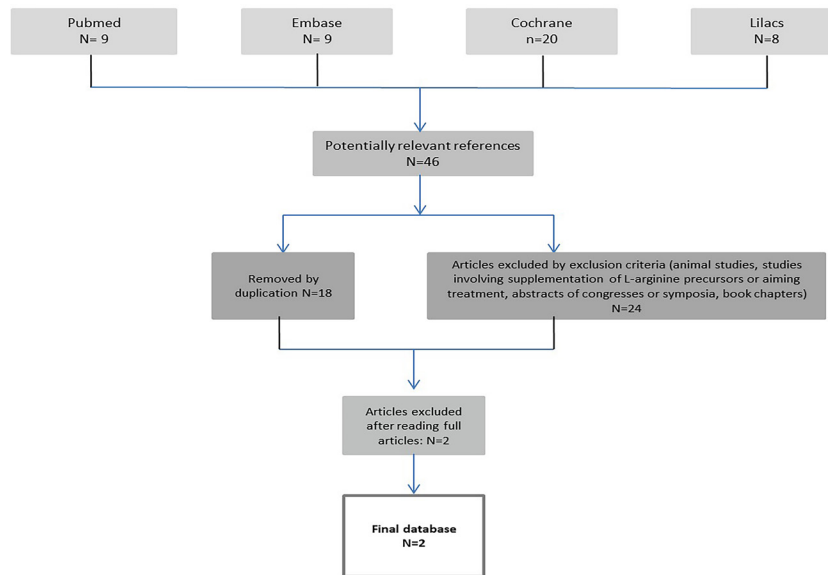 Pubmed
N= 9
Embase
N= 9
Cochrane
n=20
Lilacs
N=8
Potentially relevant references
N=46
Removed by
duplication N=18
Articles excluded by exclusion criteria (animal studies, studies
involving supplementation of L-arginine precursors or aiming
treatment, abstracts of congresses or symposia, book chapters)
N=24
Articles excluded
after reading full
articles: N=2
Final database
N=2